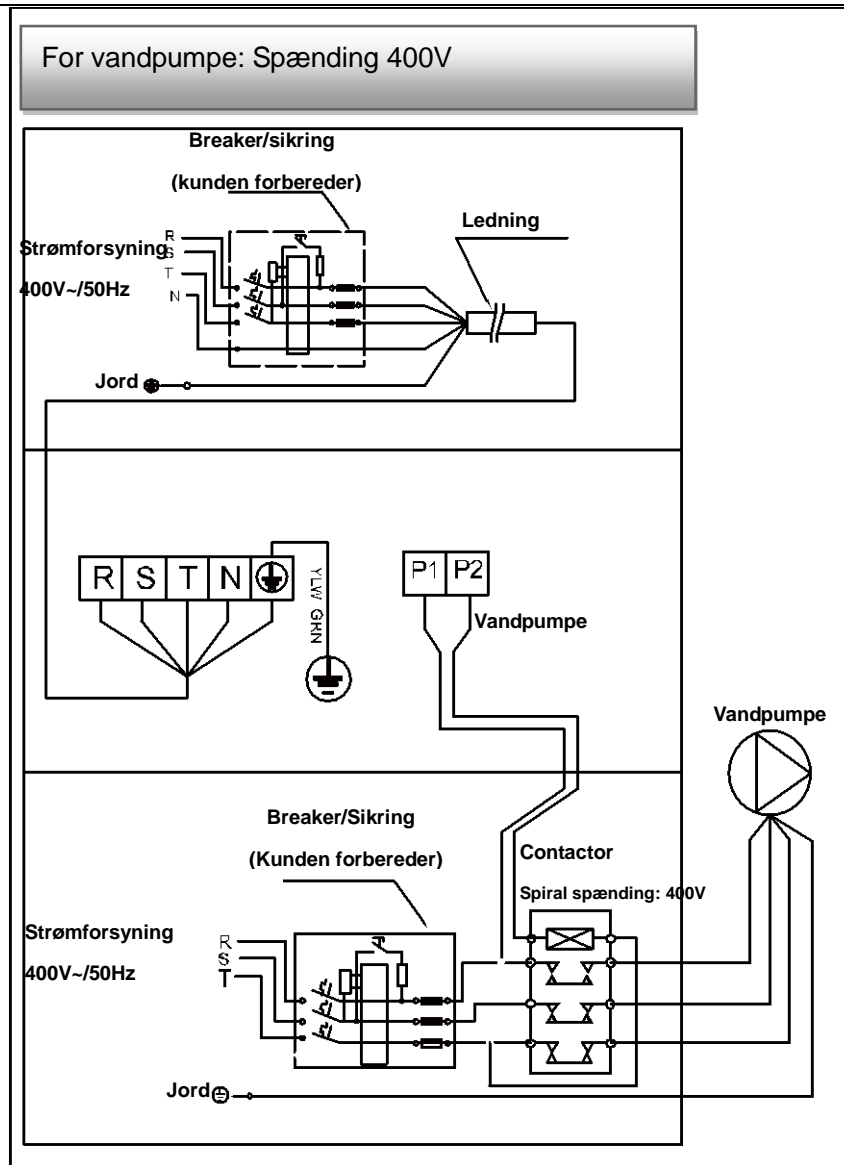 For vandpumpe: Spænding 400V
Breaker/sikring
(kunden forbereder)
Ledning
Strømforsyning
400V~/50Hz
R
S
T
N
Jord
R S T N
YLW GRN
P1 P2
Vandpumpe
Vandpumpe
Breaker/Sikring
(Kunden forbereder)
Contactor
Spiral spænding: 400V
Strømforsyning
400V~/50Hz
R
S
T
Jord